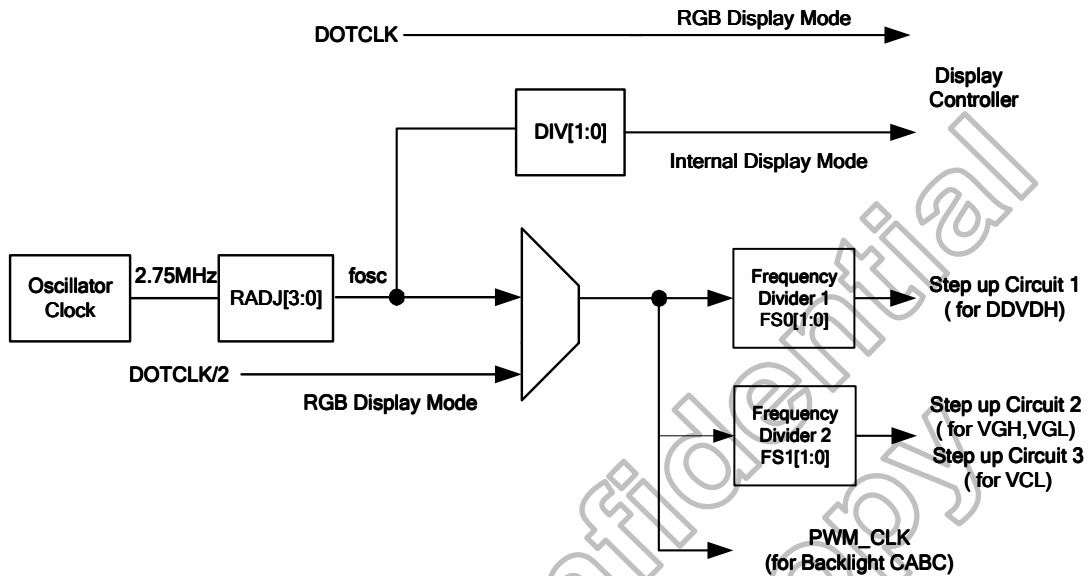 RGB Display Mode
DOTCLK
Display
Controller
DIV[1:0]
Internal Display Mode
Oscillator
Clock
2.75MHz
RADJ[3:0]
fosc
Frequency
Divider 1
FS0[1:0]
Step up Circuit 1
( for DDVDH)
DOTCLK/2
RGB Display Mode
Frequency
Divider 2
FS1[1:0]
Step up Circuit 2
( for VGH,VGL)
Step up Circuit 3
( for VCL)
PWM_CLK
(for Backlight CABC)
nfidential
opy